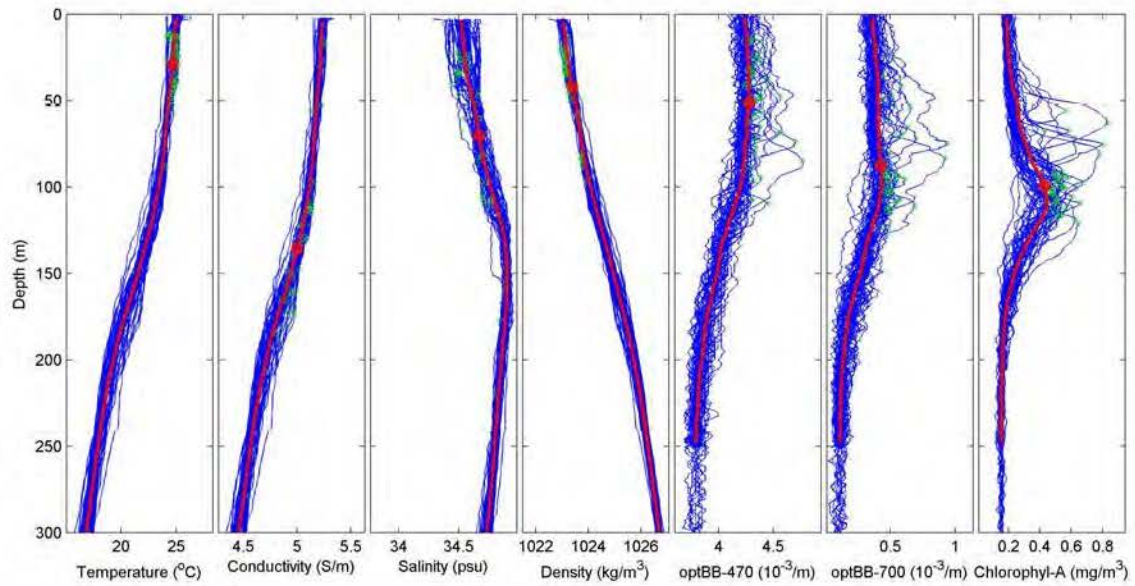 0
50
100
150
200
250
300
Depth (m)
20 25
4.5 5 5.5
34 34.5
1022 1024 1026
4 4.5
0.5 1
0.2 0.4 0.6 0.8
Temperature (°C) Conductivity (S/m) Salinity (psu) Density (kg/m³) optBB-470 (10⁻³/m) optBB-700 (10⁻³/m) Chlorophyll-A (mg/m³)